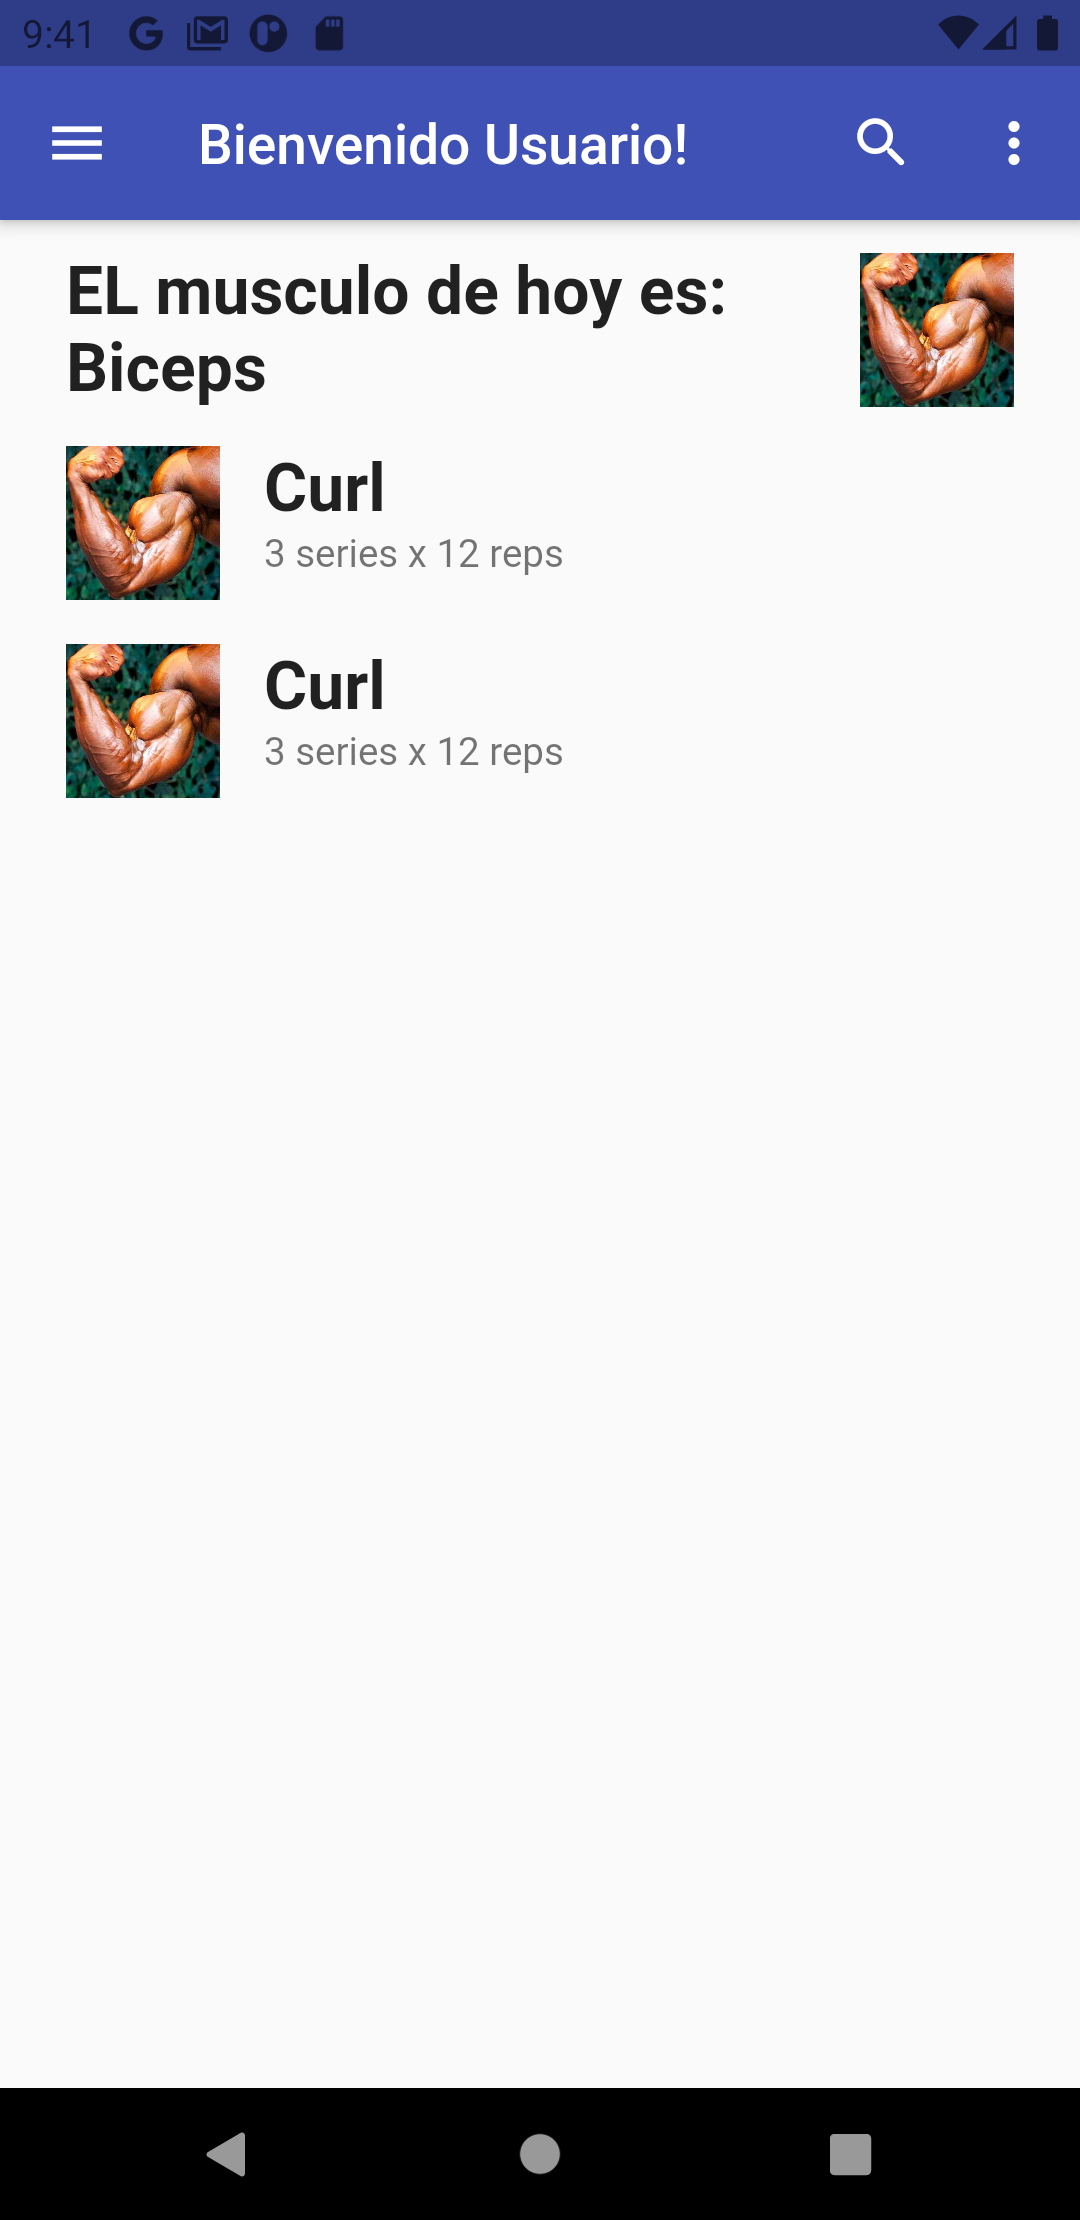 9:41
Bienvenido Usuario!
EL musculo de hoy es:
Biceps
Curl
3 series x 12 reps
Curl
3 series x 12 reps